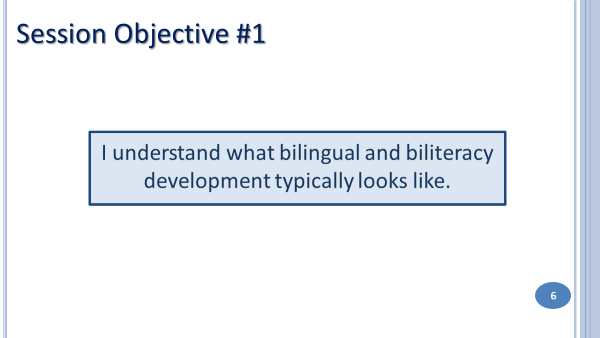 Session Objective #1
I understand what bilingual and biliteracy
development typically looks like.
6